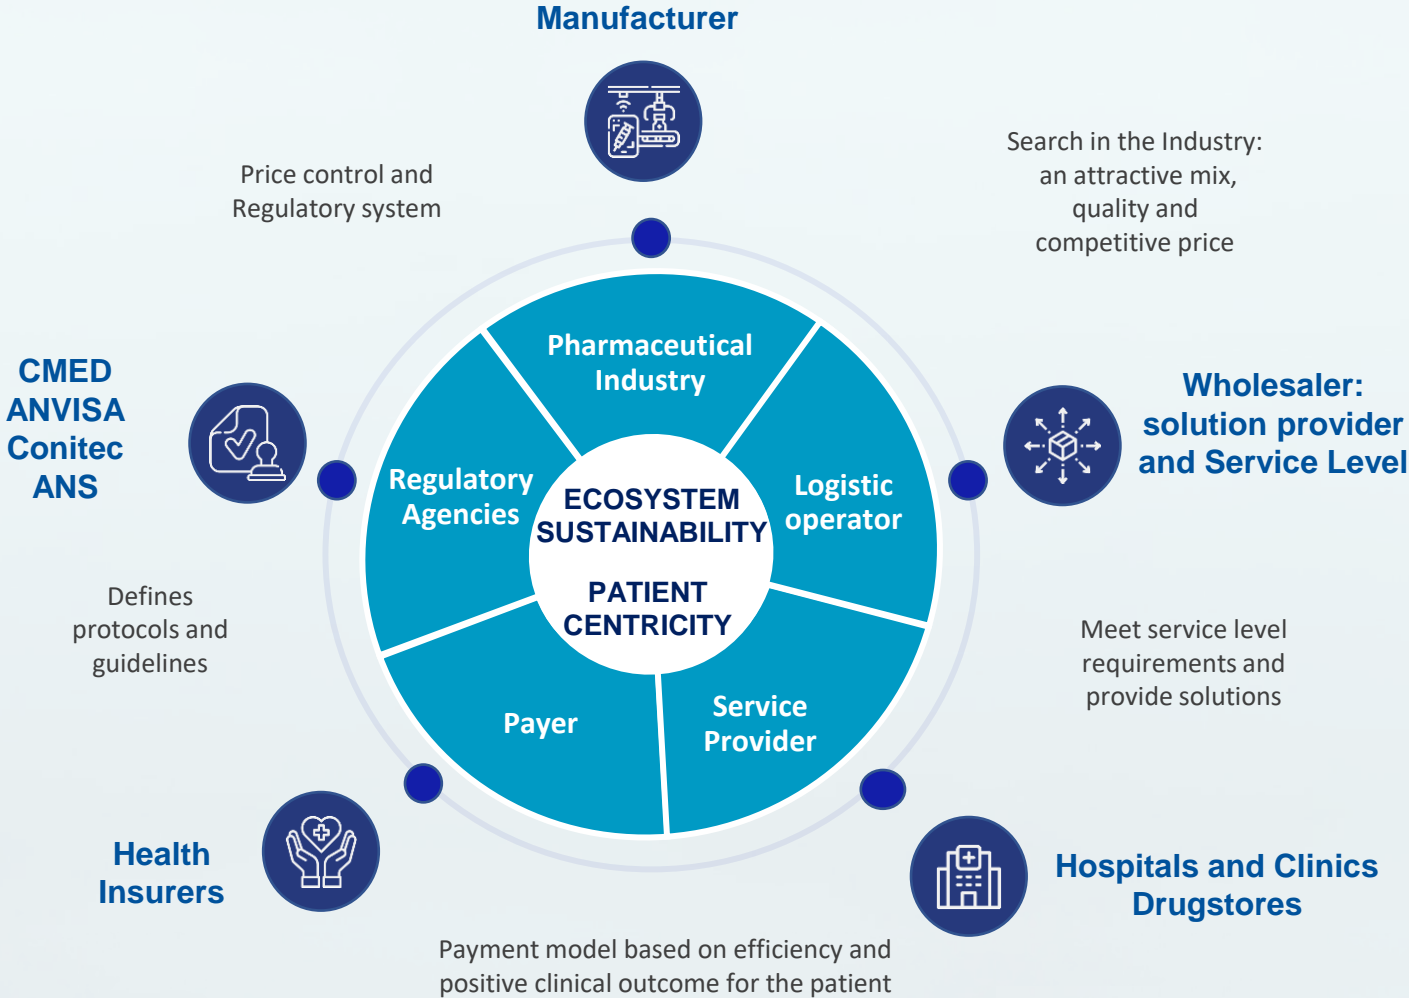 Manufacturer
Price control and
Regulatory system
Search in the Industry:
an attractive mix,
quality and
competitive price
Pharmaceutical
Industry
CMED
ANVISA
Conitec
ANS
Regulatory
Agencies
ECOSYSTEM
SUSTAINABILITY
PATIENT
CENTRICITY
Logistic
operator
Wholesaler:
solution provider
and Service Level
Defines
protocols and
guidelines
Meet service level
requirements and
provide solutions
Payer
Service
Provider
Health
Insurers
Hospitals and Clinics
Drugstores
Payment model based on efficiency and
positive clinical outcome for the patient